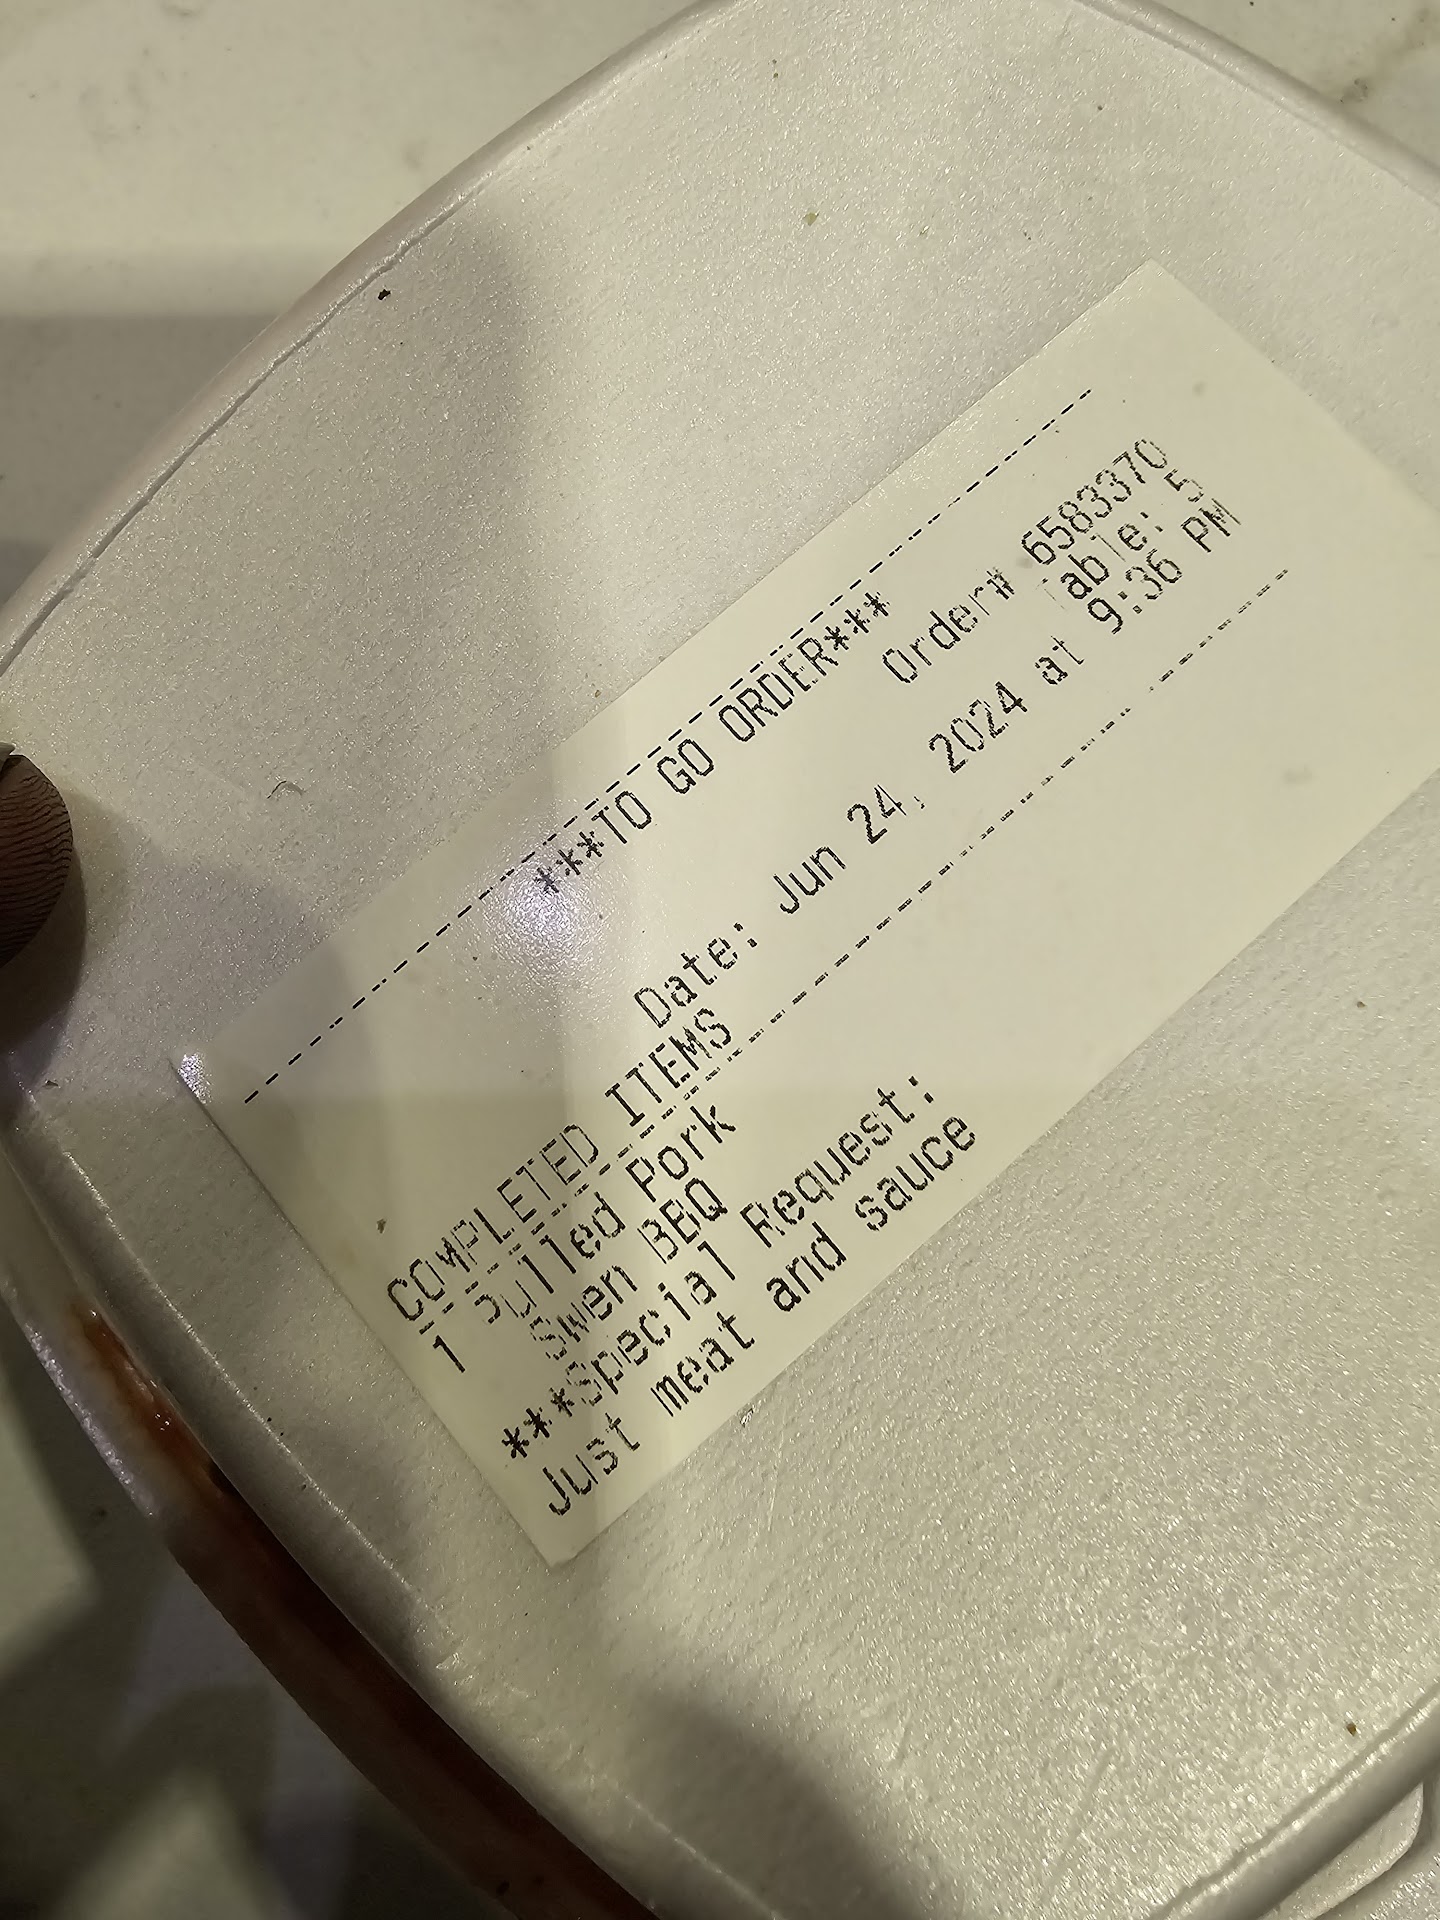 ------------------------------------------
***TO GO ORDER***
Order# 6583370
Table: 5
Date: Jun 24, 2024 at 9:36 PM
COMPLETED ITEMS
------------------------------------------
1 Pulled Pork
Swen BBQ
***Special Request:
Just meat and sauce